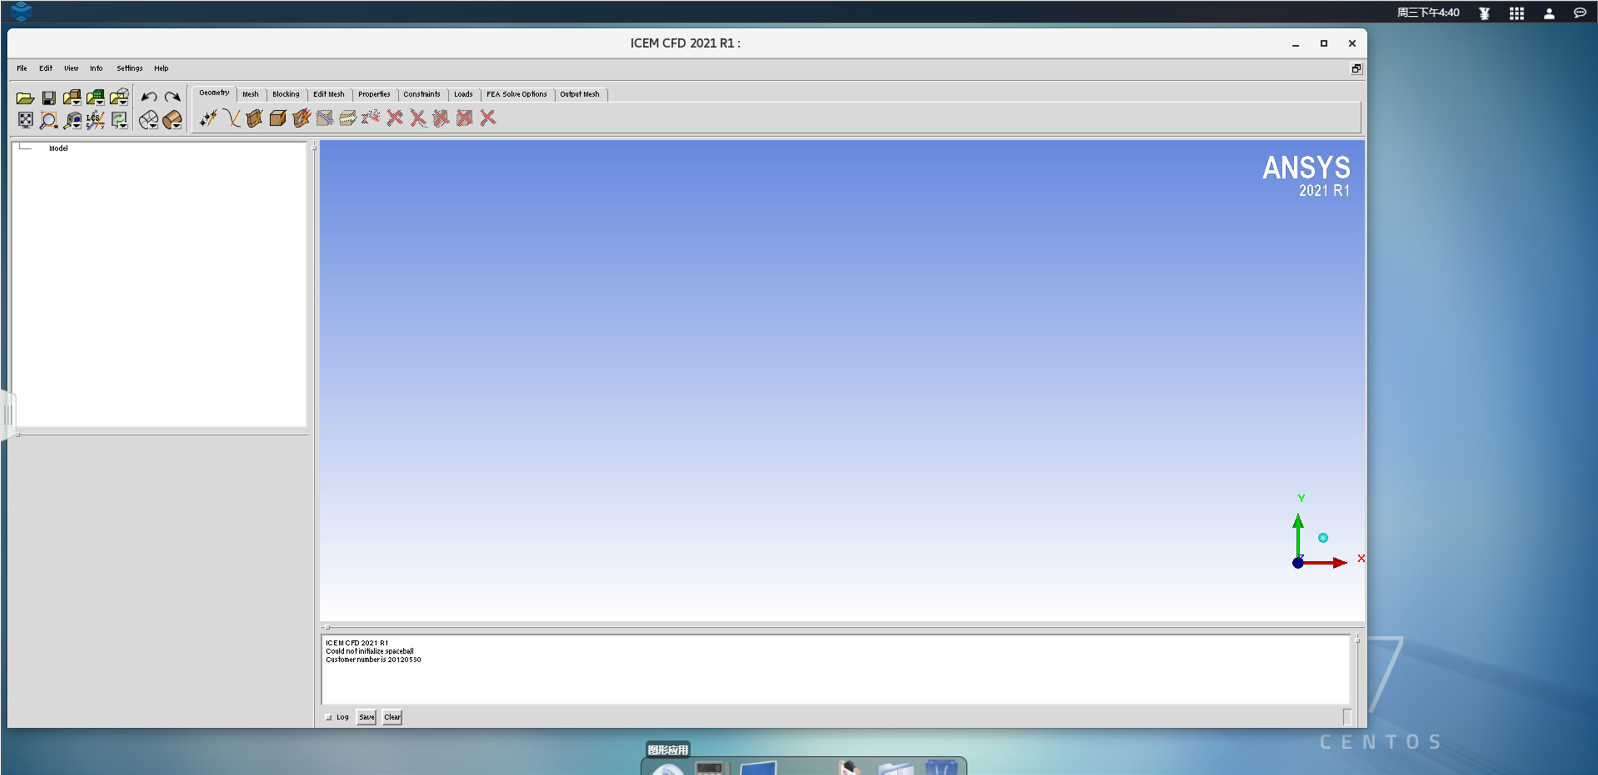 周三下午4:40
ICEM CFD 2021 R1 :
File Edit View Info Settings Help
Geometry Mesh Blocking Edit Mesh Properties Constraints Loads FEA Solve Options Output Mesh
LCS
Model
ANSYS
2021 R1
Y
Z
X
ICEM CFD 2021 R1
Could not initialize spaceball
Customer number is 20120530
Log Save Clear
7
CENTOS
图形应用